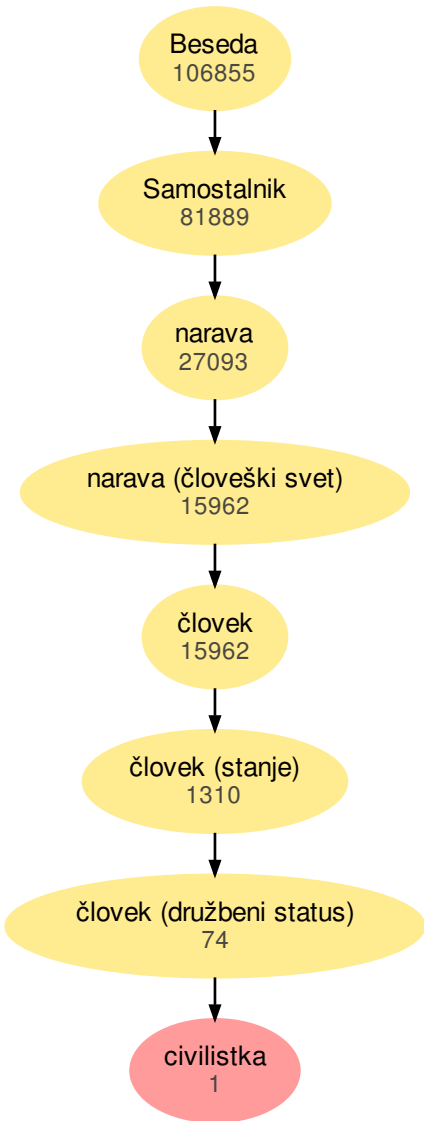 Beseda
106855
Samostalnik
81889
narava
27093
narava (človeški svet)
15962
človek
15962
človek (stanje)
1310
človek (družbeni status)
74
civilistka
1